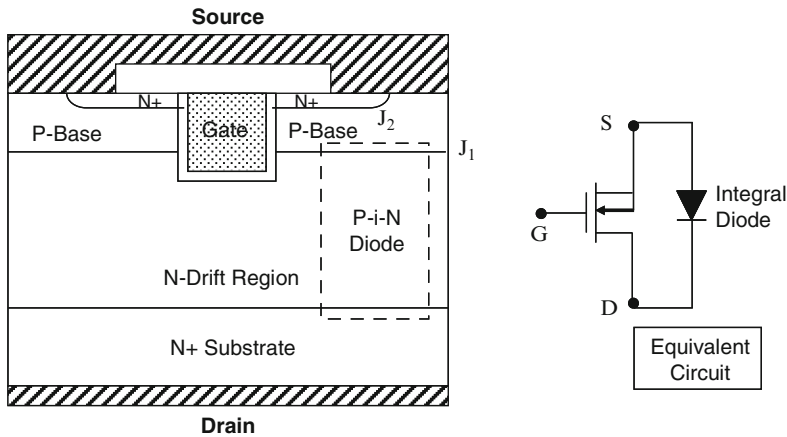 Source
N+
N+
Gate
P-Base
P-Base
J2
J1
P-i-N
Diode
N-Drift Region
N+ Substrate
Drain
S
G
D
Integral
Diode
Equivalent
Circuit